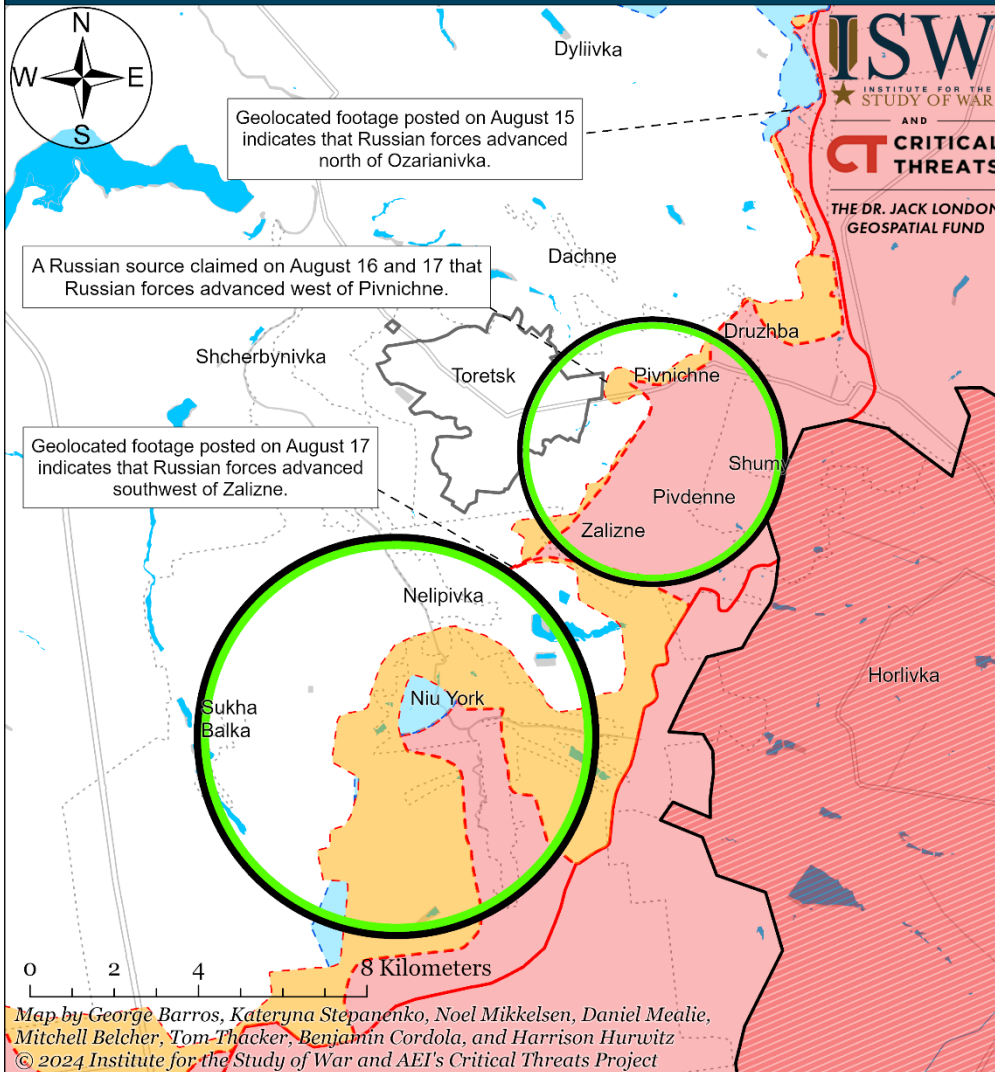 N
W
E
S
Dyliivka
ISW
INSTITUTE FOR THE
STUDY OF WAR
AND
CT CRITICAL
THREATS
THE DR. JACK LONDON
GEOSPATIAL FUND
Geolocated footage posted on August 15
indicates that Russian forces advanced
north of Ozarianivka.
Dachne
A Russian source claimed on August 16 and 17 that
Russian forces advanced west of Pivnichne.
Druzhba
Shcherbynivka
Toretsk
Pivnichne
Geolocated footage posted on August 17
indicates that Russian forces advanced
southwest of Zalizne.
Shumy
Pivdenne
Zalizne
Nelipivka
Horlivka
Niu York
Sukha
Balka
0 2 4 8 Kilometers
Map by George Barros, Kateryna Stepanenko, Noel Mikkelsen, Daniel Mealie,
Mitchell Belcher, Tom Thacker, Benjamin Cordola, and Harrison Hurwitz
© 2024 Institute for the Study of War and AEI's Critical Threats Project